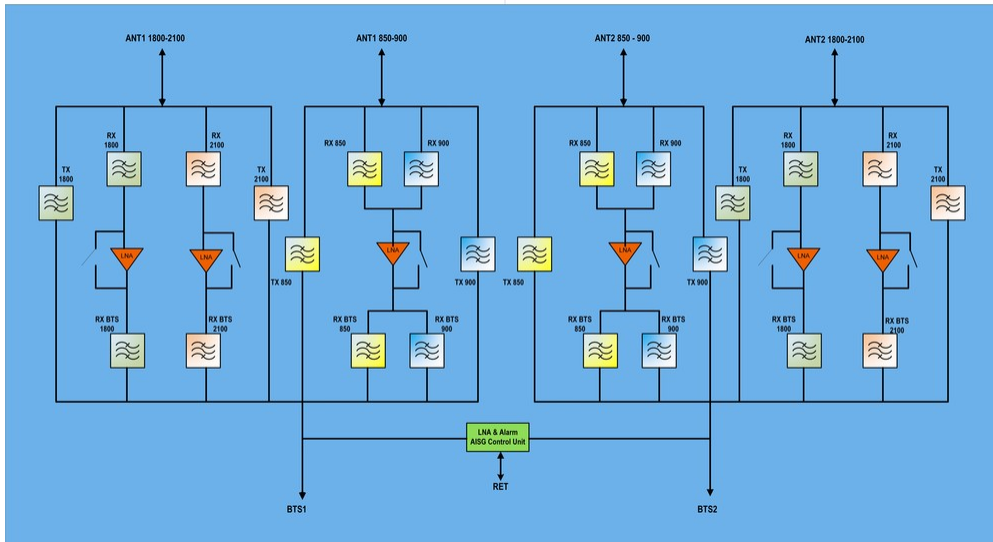 ANT1 1800-2100
ANT1 850-900
ANT2 850 - 900
ANT2 1800-2100
RX
1800
RX
2100
RX 850
RX 900
RX 850
RX 900
RX
1800
RX
2100
TX
1800
TX
2100
TX
1800
TX
2100
LNA
LNA
LNA
LNA
LNA
LNA
TX 850
TX 900
TX 850
TX 900
RX BTS
1800
RX BTS
2100
RX BTS
850
RX BTS
900
RX BTS
850
RX BTS
900
RX BTS
1800
RX BTS
2100
LNA & Alarm
AISG Control Unit
RET
BTS1
BTS2